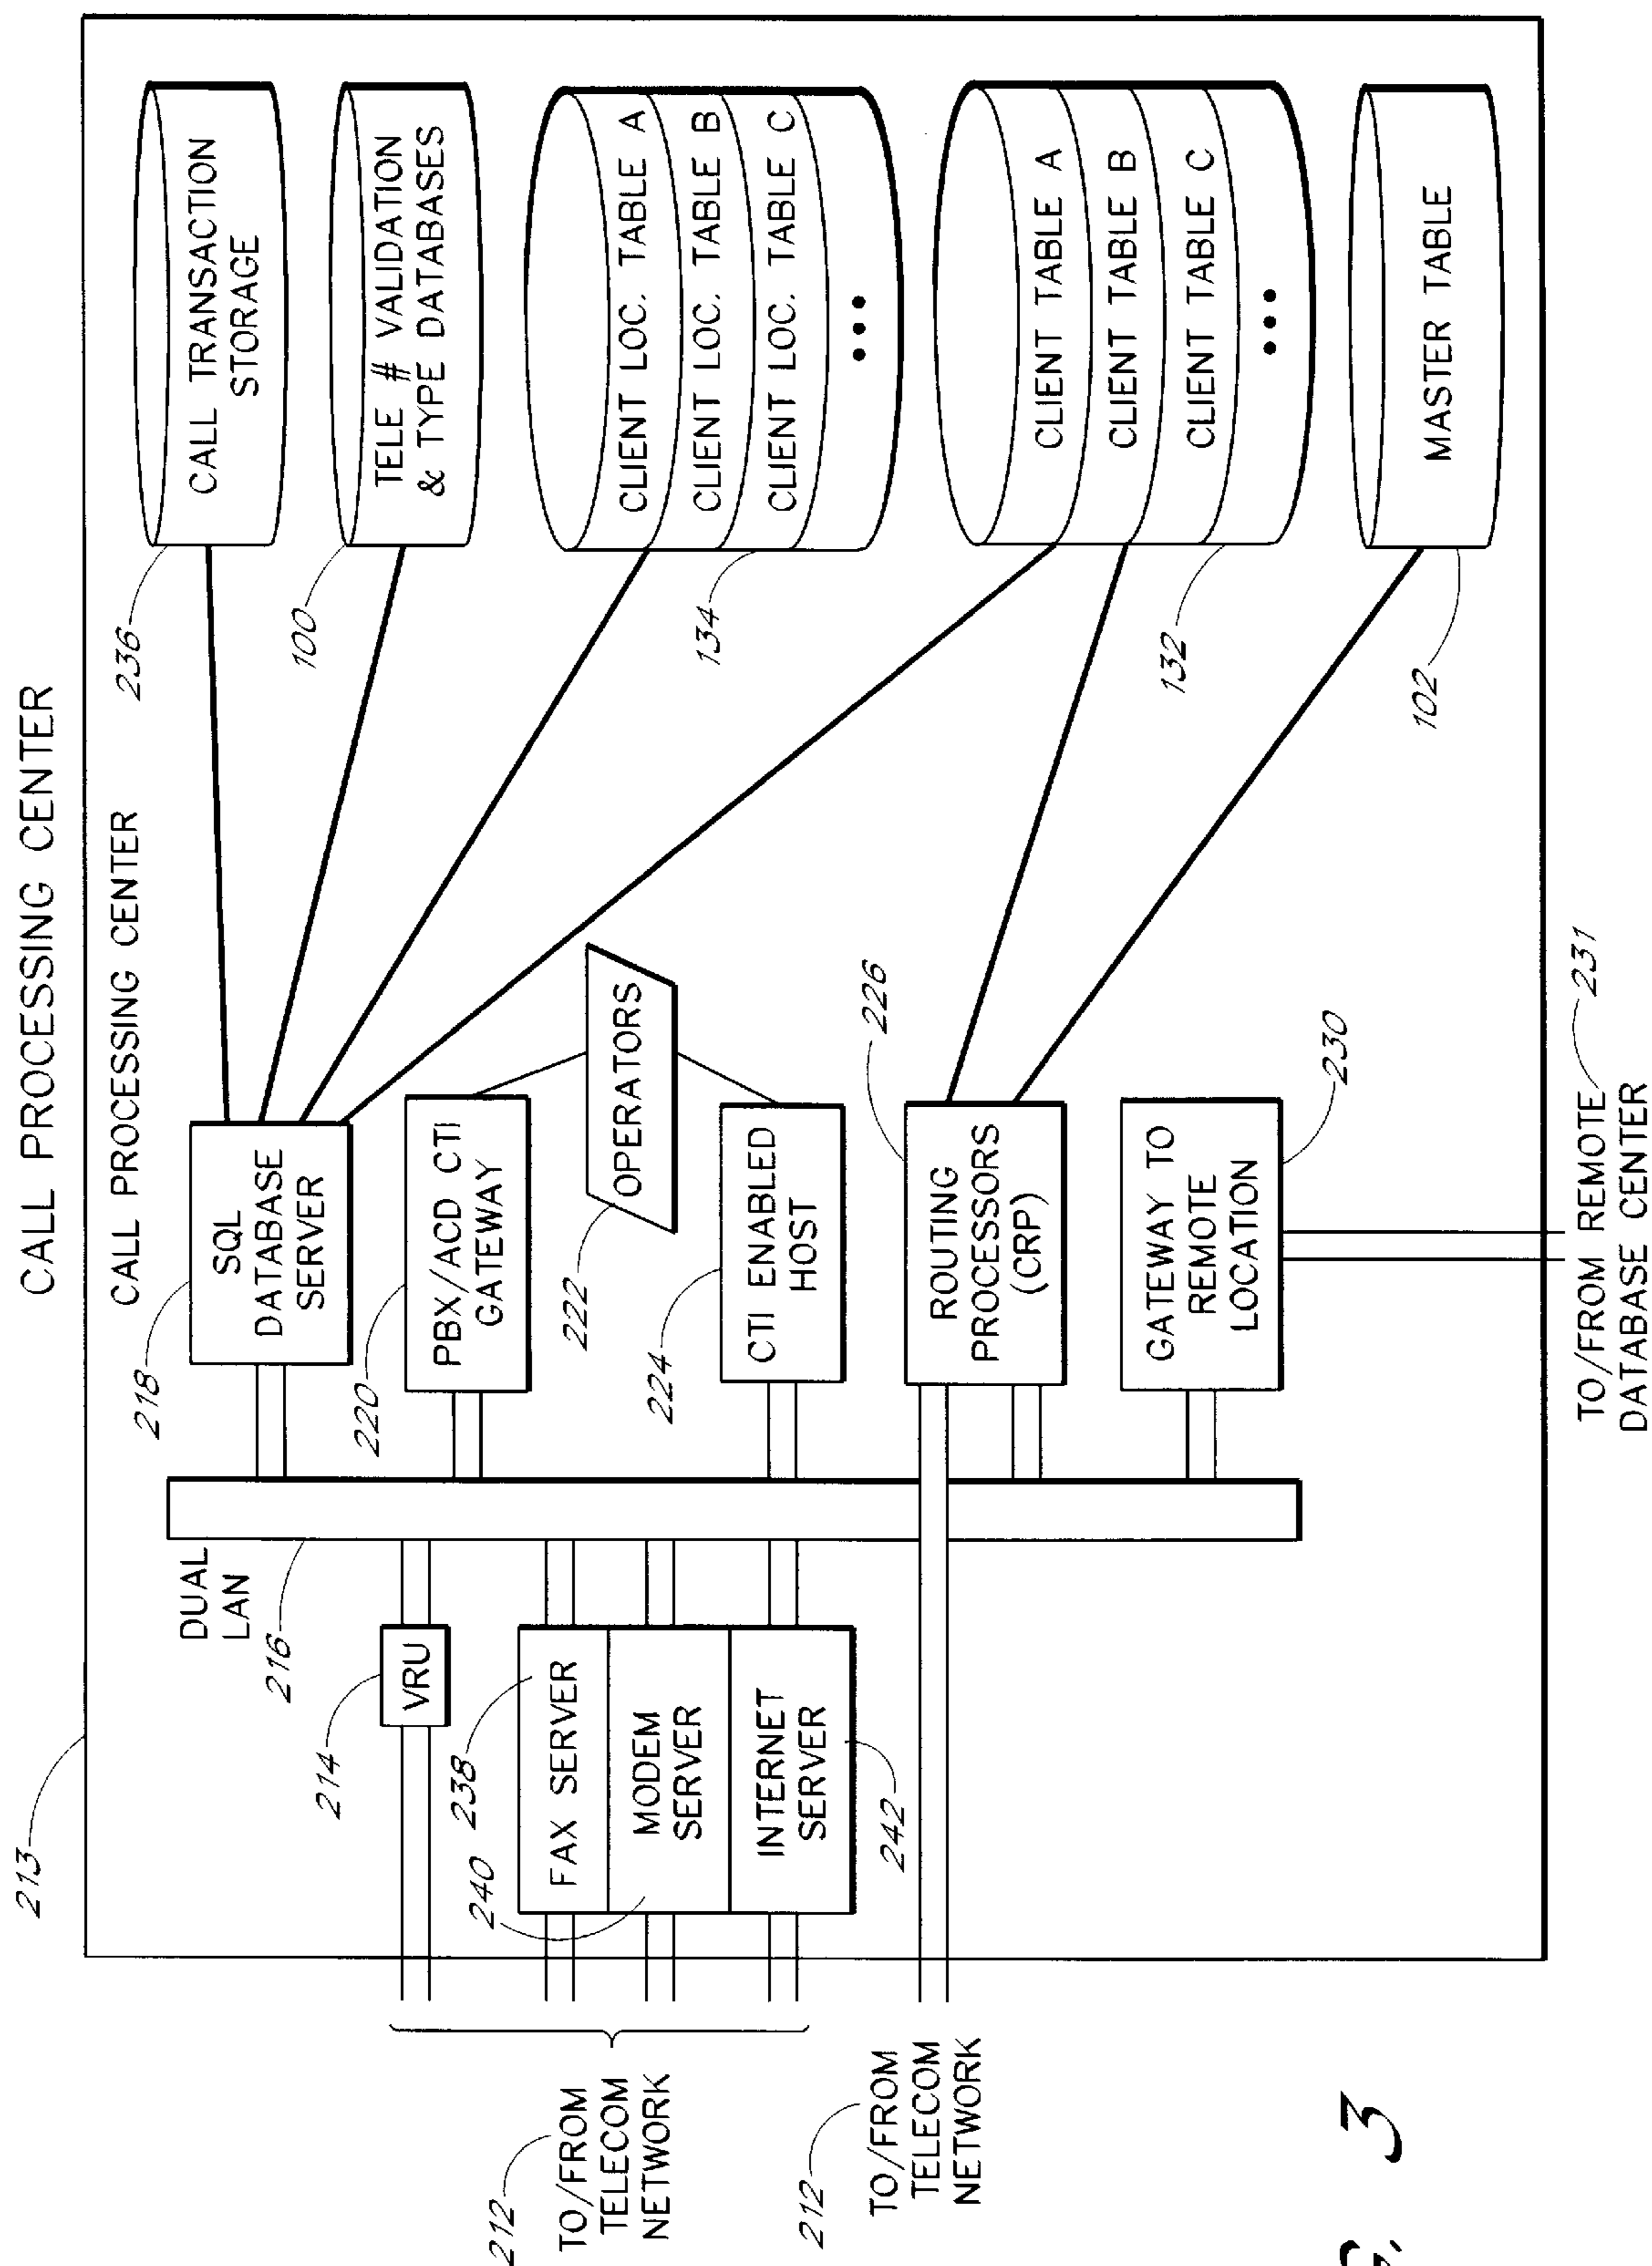 CALL PROCESSING CENTER
213
CALL PROCESSING CENTER
DUAL
LAN
216
218
SQL
DATABASE
SERVER
236
CALL TRANSACTION
STORAGE
214
VRU
220
PBX/ACD CTI
GATEWAY
100
TELE # VALIDATION
& TYPE DATABASES
212
TO/FROM
TELECOM
NETWORK
238
FAX SERVER
240
MODEM
SERVER
INTERNET
SERVER
242
222
OPERATORS
224
CTI ENABLED
HOST
134
CLIENT LOC. TABLE A
CLIENT LOC. TABLE B
CLIENT LOC. TABLE C
•••
212
TO/FROM
TELECOM
NETWORK
226
ROUTING
PROCESSORS
(CRP)
132
CLIENT TABLE A
CLIENT TABLE B
CLIENT TABLE C
•••
230
GATEWAY TO
REMOTE
LOCATION
102
MASTER TABLE
TO/FROM REMOTE 231
DATABASE CENTER
3